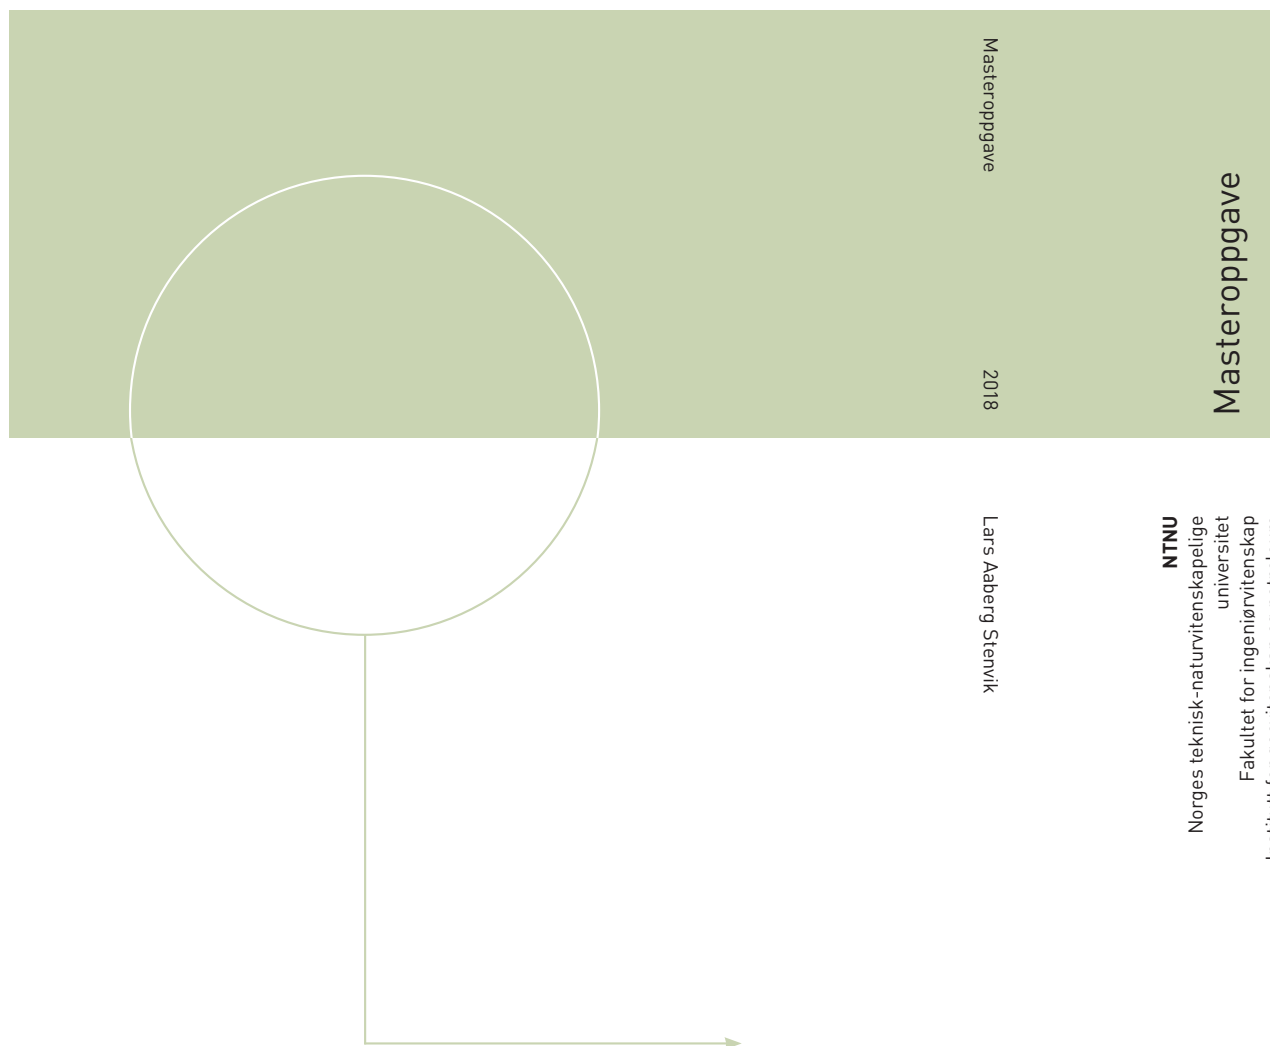 Masteroppgave
2018
Lars Aaberg Stenvik
Masteroppgave
NTNU
Norges teknisk-naturvitenskapelige
universitet
Fakultet for ingeniørvitenskap